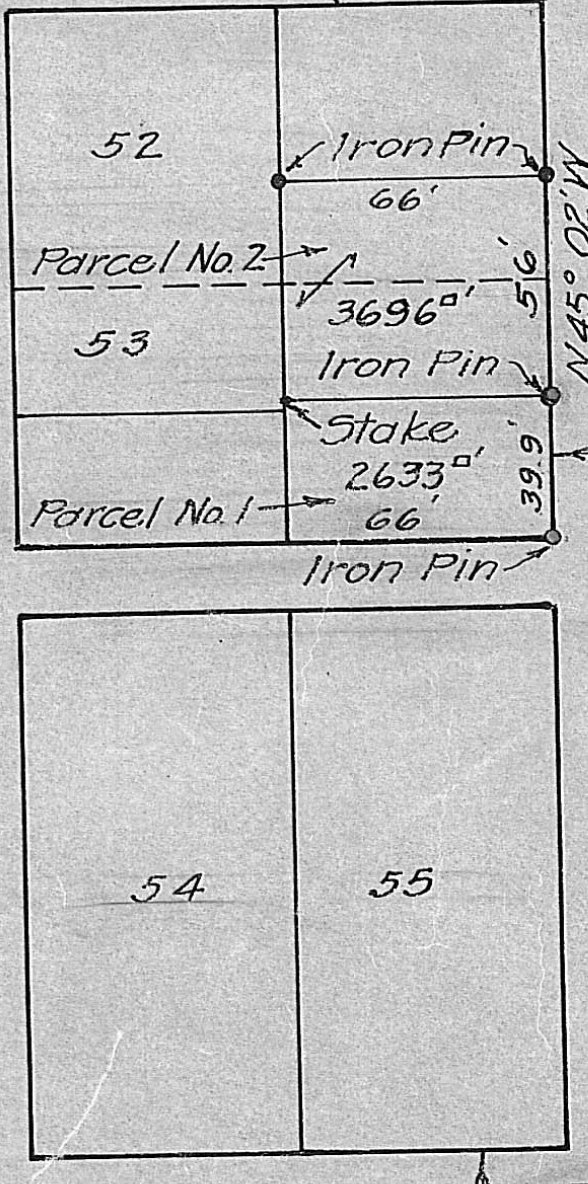 52
Iron Pin
66'
N45° 02' W
Parcel No. 2
56'
3696□'
53
Iron Pin
Stake
39.9'
2633□'
Parcel No. 1
66'
Iron Pin
54
55